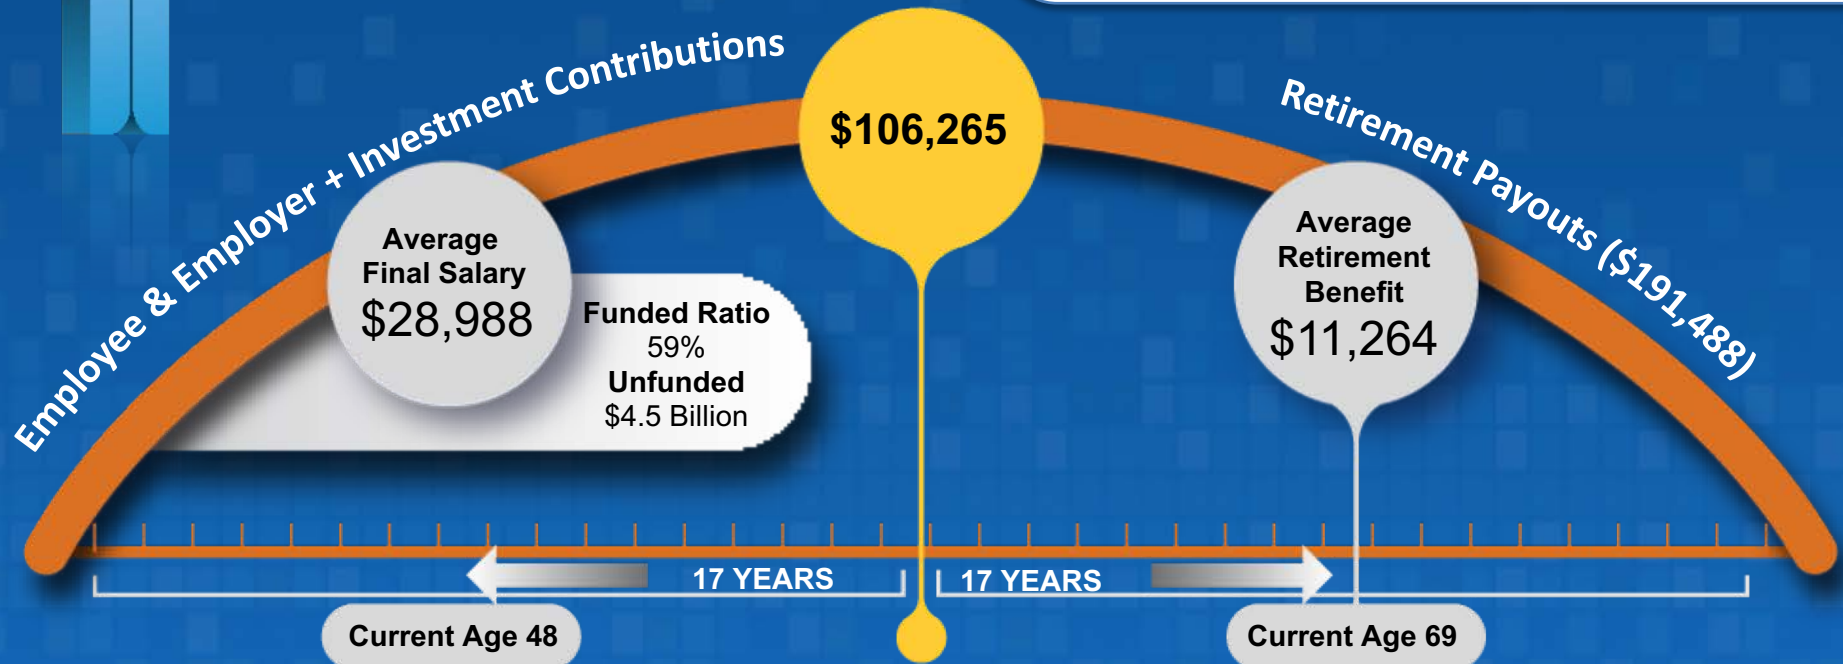 Employee & Employer + Investment Contributions
$106,265
Retirement Payouts ($191,488)
Average
Final Salary
$28,988
Funded Ratio
59%
Unfunded
$4.5 Billion
Average
Retirement
Benefit
$11,264
17 YEARS
17 YEARS
Current Age 48
Current Age 69